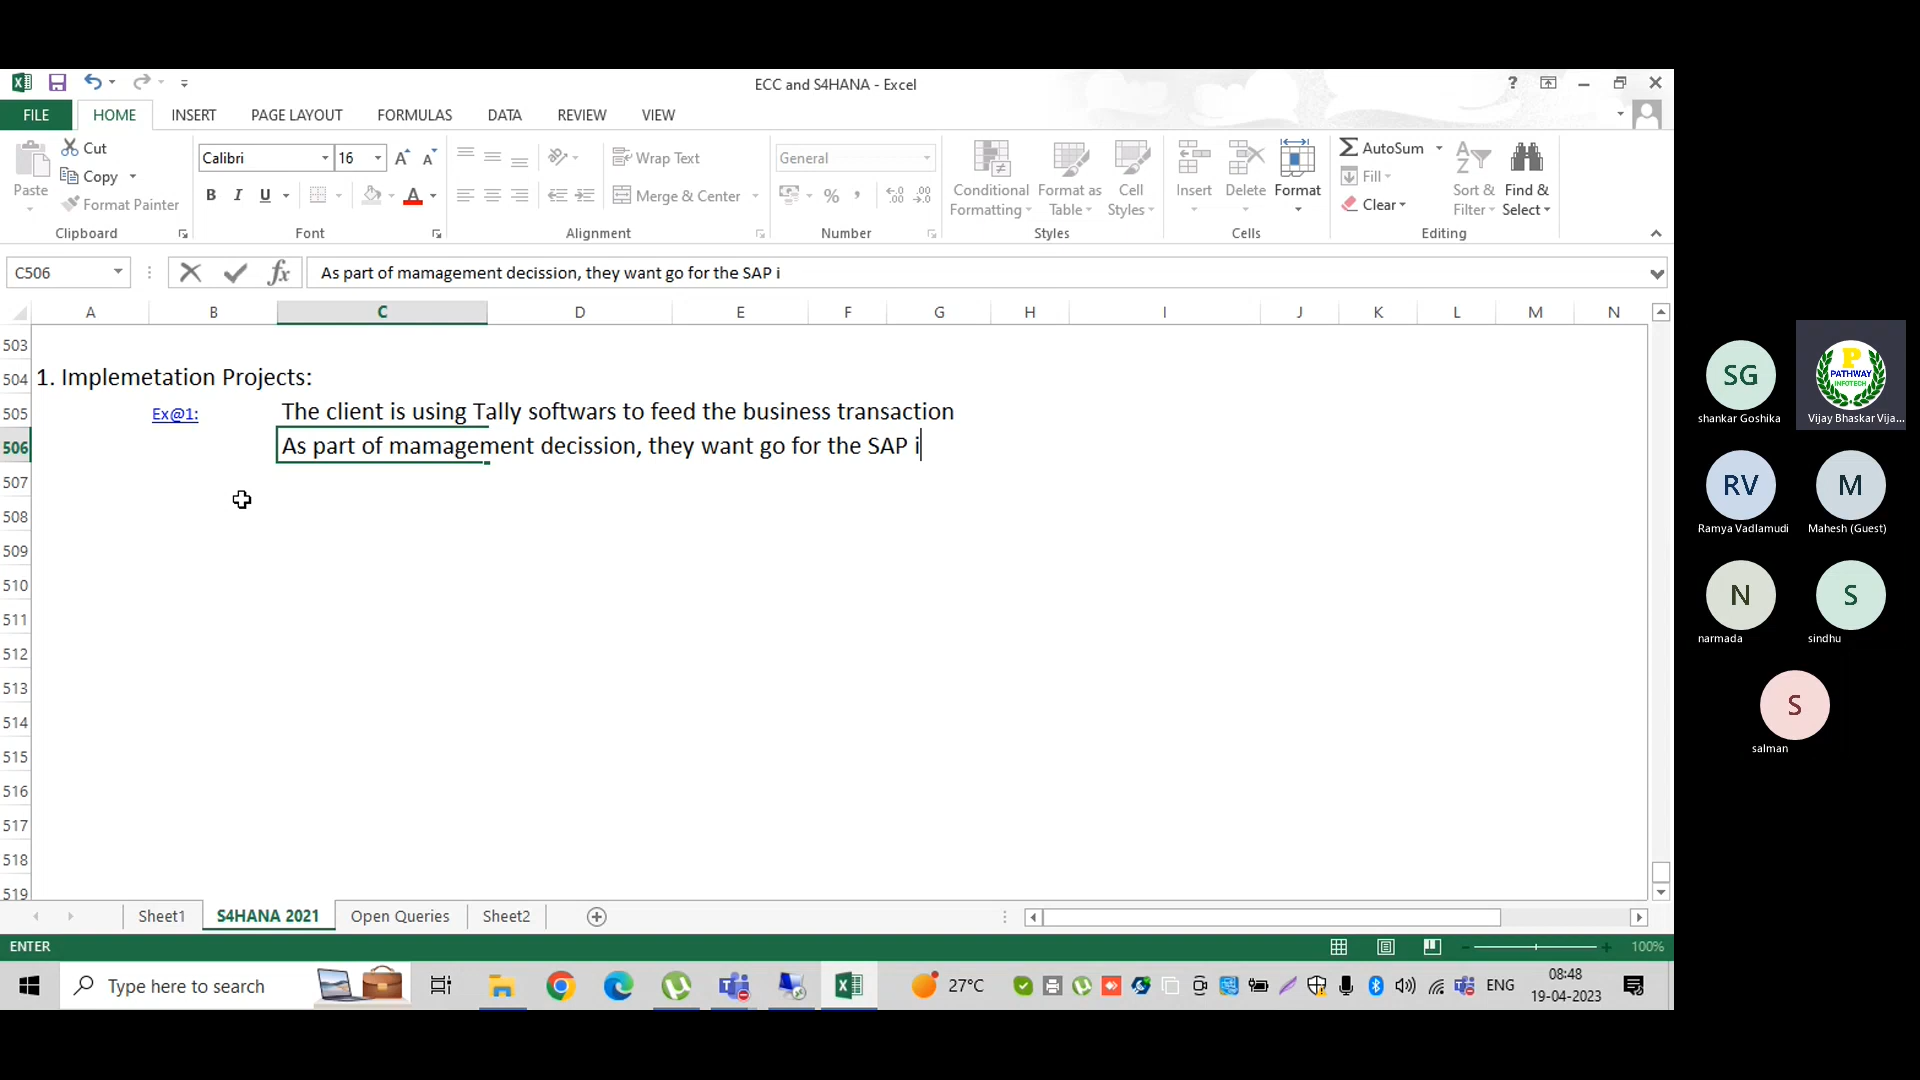 ECC and S4HANA - Excel
?
FILE HOME INSERT PAGE LAYOUT FORMULAS DATA REVIEW VIEW
Paste
Cut
Copy
Format Painter
Clipboard
Calibri 16 A A
B I U A
Font
Wrap Text
Merge & Center
Alignment
General
% ,
Number
Conditional Formatting
Format as Table
Cell Styles
Styles
Insert Delete Format
Cells
AutoSum
Fill
Clear
Sort & Filter
Find & Select
Editing
C506
fx
As part of mamagement decission, they want go for the SAP i
A B C D E F G H I J K L M N
503
504 1. Implemetation Projects:
505 Ex@1: The client is using Tally softwars to feed the business transaction
506 As part of mamagement decission, they want go for the SAP i
507
508
509
510
511
512
513
514
515
516
517
518
519
Sheet1 S4HANA 2021 Open Queries Sheet2
ENTER
100%
Type here to search
27°C
ENG
08:48
19-04-2023
SG
shankar Goshika
P
PATHWAY
INFOTECH
Vijay Bhaskar Vija...
RV
Ramya Vadlamudi
M
Mahesh (Guest)
N
narmada
S
sindhu
S
salman